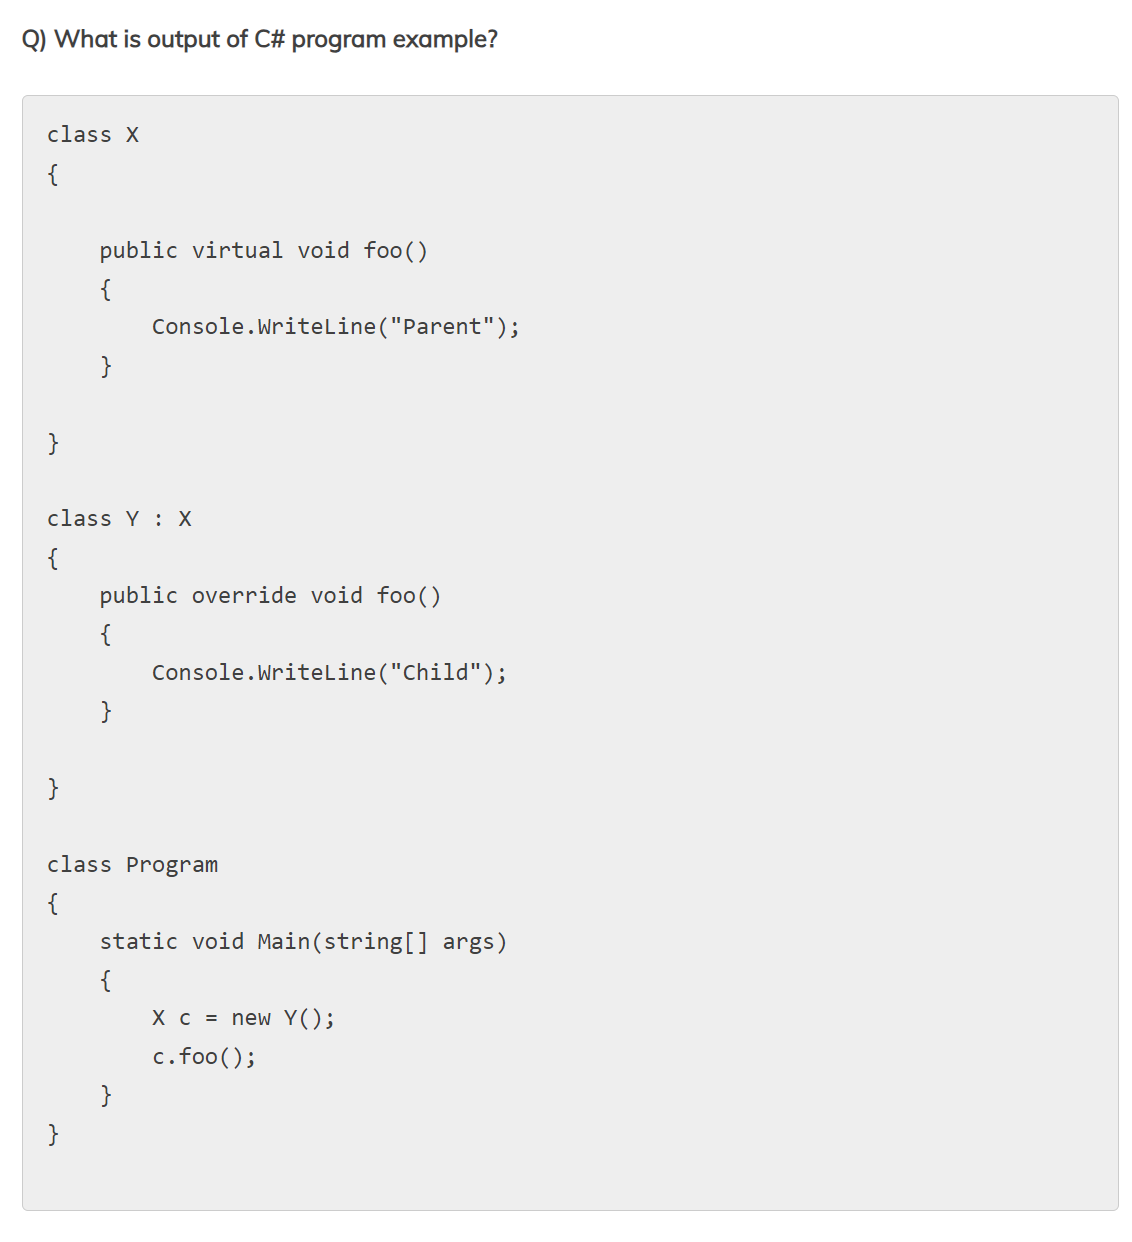 Q) What is output of C# program example?
class X
{
    public virtual void foo()
    {
        Console.WriteLine("Parent");
    }
}
class Y : X
{
    public override void foo()
    {
        Console.WriteLine("Child");
    }
}
class Program
{
    static void Main(string[] args)
    {
        X c = new Y();
        c.foo();
    }
}